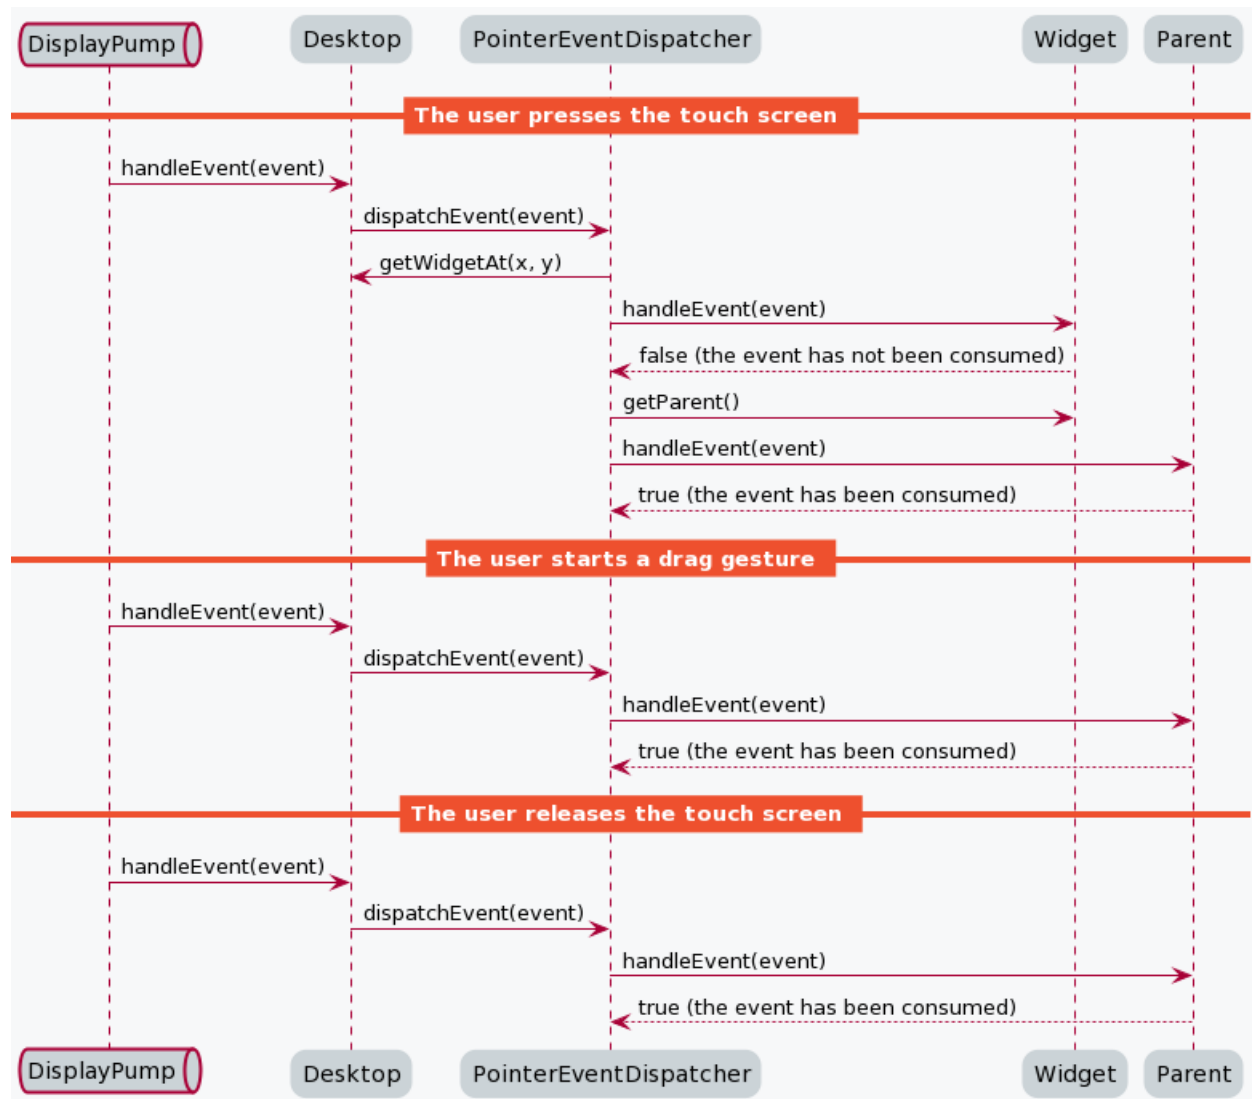 DisplayPump
Desktop
PointerEventDispatcher
Widget
Parent
The user presses the touch screen
handleEvent(event)
dispatchEvent(event)
getWidgetAt(x, y)
handleEvent(event)
false (the event has not been consumed)
getParent()
handleEvent(event)
true (the event has been consumed)
The user starts a drag gesture
handleEvent(event)
dispatchEvent(event)
handleEvent(event)
true (the event has been consumed)
The user releases the touch screen
handleEvent(event)
dispatchEvent(event)
handleEvent(event)
true (the event has been consumed)
DisplayPump
Desktop
PointerEventDispatcher
Widget
Parent